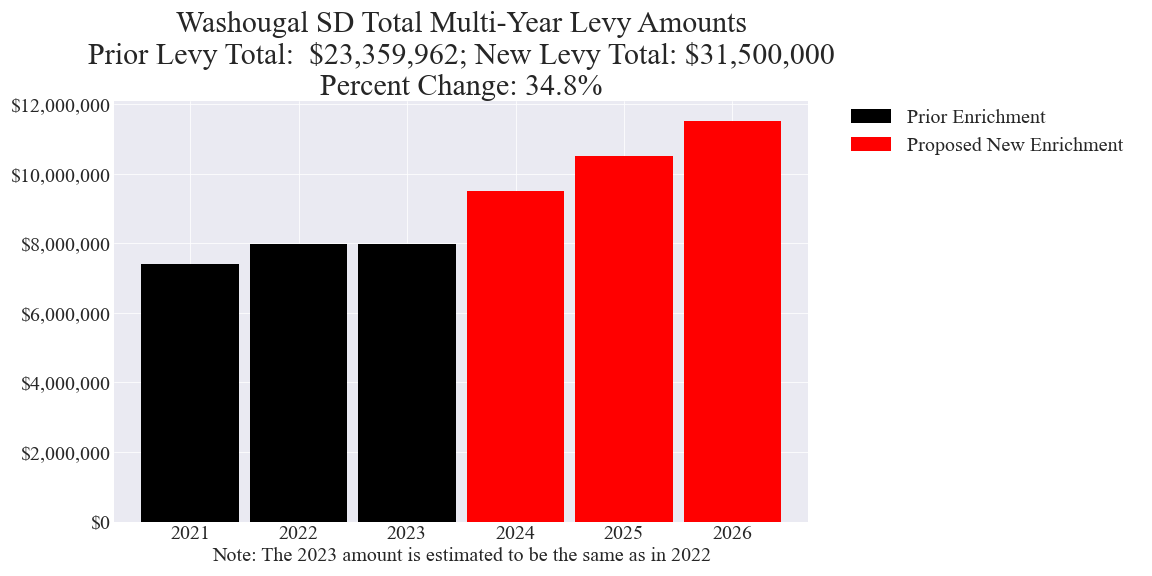 Washougal SD Total Multi-Year Levy Amounts
Prior Levy Total:  $23,359,962; New Levy Total: $31,500,000
Percent Change: 34.8%
$12,000,000
$10,000,000
$8,000,000
$6,000,000
$4,000,000
$2,000,000
$0
2021 2022 2023 2024 2025 2026
Note: The 2023 amount is estimated to be the same as in 2022
Prior Enrichment
Proposed New Enrichment